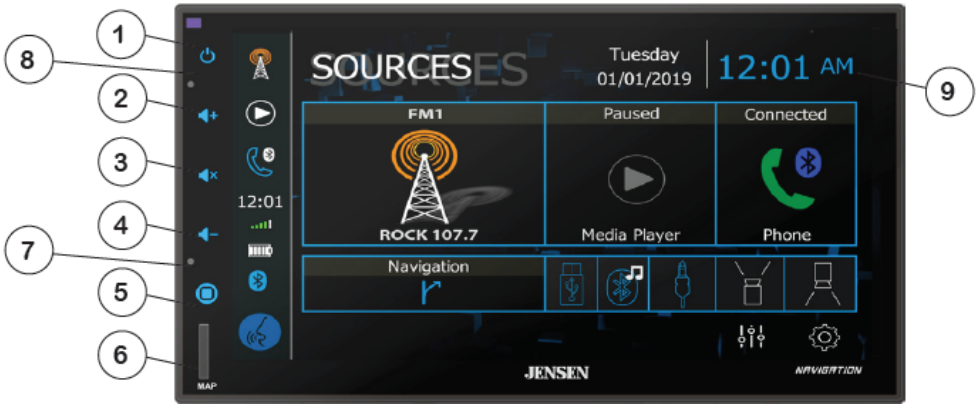 1
8
2
3
4
7
5
6
9
MAP
12:01
SOURCES
Tuesday
01/01/2019
12:01 AM
FM1
ROCK 107.7
Paused
Media Player
Connected
Phone
Navigation
JENSEN
NAVIGATION